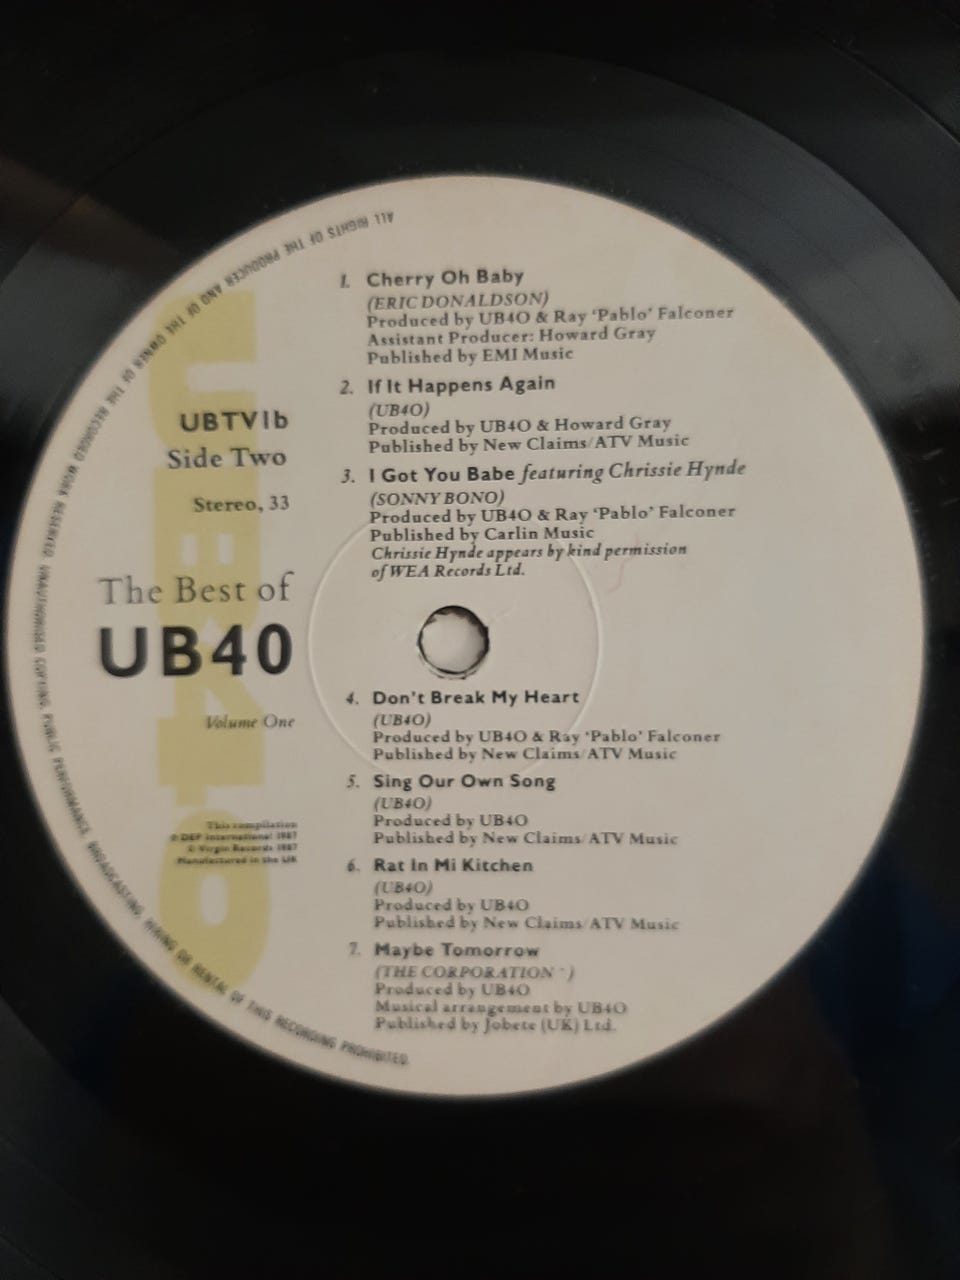 ALL RIGHTS OF THE PRODUCER AND OF THE OWNER OF THE RECORDED WORK RESERVED. UNAUTHORISED COPYING, PUBLIC PERFORMANCE, BROADCASTING, HIRING OR RENTAL OF THIS RECORDING PROHIBITED.
UB40
UBTV1b
Side Two
Stereo, 33
The Best of
UB40
Volume One
This compilation
℗ DEP International 1987
© Virgin Records 1987
Manufactured in the UK
1. Cherry Oh Baby
(ERIC DONALDSON)
Produced by UB40 & Ray ‘Pablo’ Falconer
Assistant Producer: Howard Gray
Published by EMI Music
2. If It Happens Again
(UB40)
Produced by UB40 & Howard Gray
Published by New Claims/ATV Music
3. I Got You Babe featuring Chrissie Hynde
(SONNY BONO)
Produced by UB40 & Ray ‘Pablo’ Falconer
Published by Carlin Music
Chrissie Hynde appears by kind permission
of WEA Records Ltd.
4. Don't Break My Heart
(UB40)
Produced by UB40 & Ray ‘Pablo’ Falconer
Published by New Claims/ATV Music
5. Sing Our Own Song
(UB40)
Produced by UB40
Published by New Claims/ATV Music
6. Rat In Mi Kitchen
(UB40)
Produced by UB40
Published by New Claims/ATV Music
7. Maybe Tomorrow
(THE CORPORATION)
Produced by UB40
Musical arrangement by UB40
Published by Jobete (UK) Ltd.